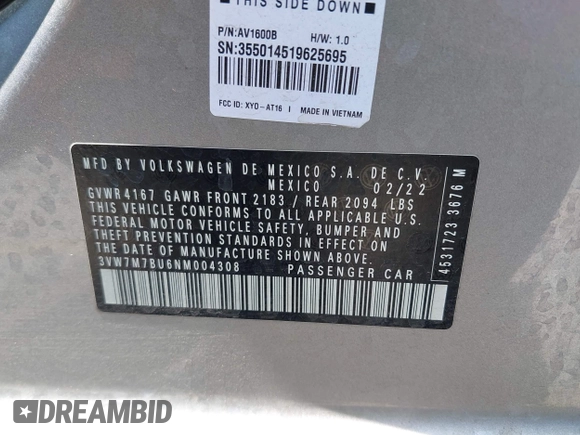 THIS SIDE DOWN
P/N:AV1600B H/W: 1.0
SN:355014519625695
FCC ID: XYO-AT16 I MADE IN VIETNAM
MFD BY VOLKSWAGEN DE MEXICO S.A. DE C.V.
MEXICO 02/22
GVWR 4167 GAWR FRONT 2183 / REAR 2094 LBS
THIS VEHICLE CONFORMS TO ALL APPLICABLE U.S.
FEDERAL MOTOR VEHICLE SAFETY, BUMPER AND
THEFT PREVENTION STANDARDS IN EFFECT ON
THE DATE OF MANUFACTURE SHOWN ABOVE.
3VW7M7BU6NM004308 PASSENGER CAR
4531723 3676 M
DREAMBID